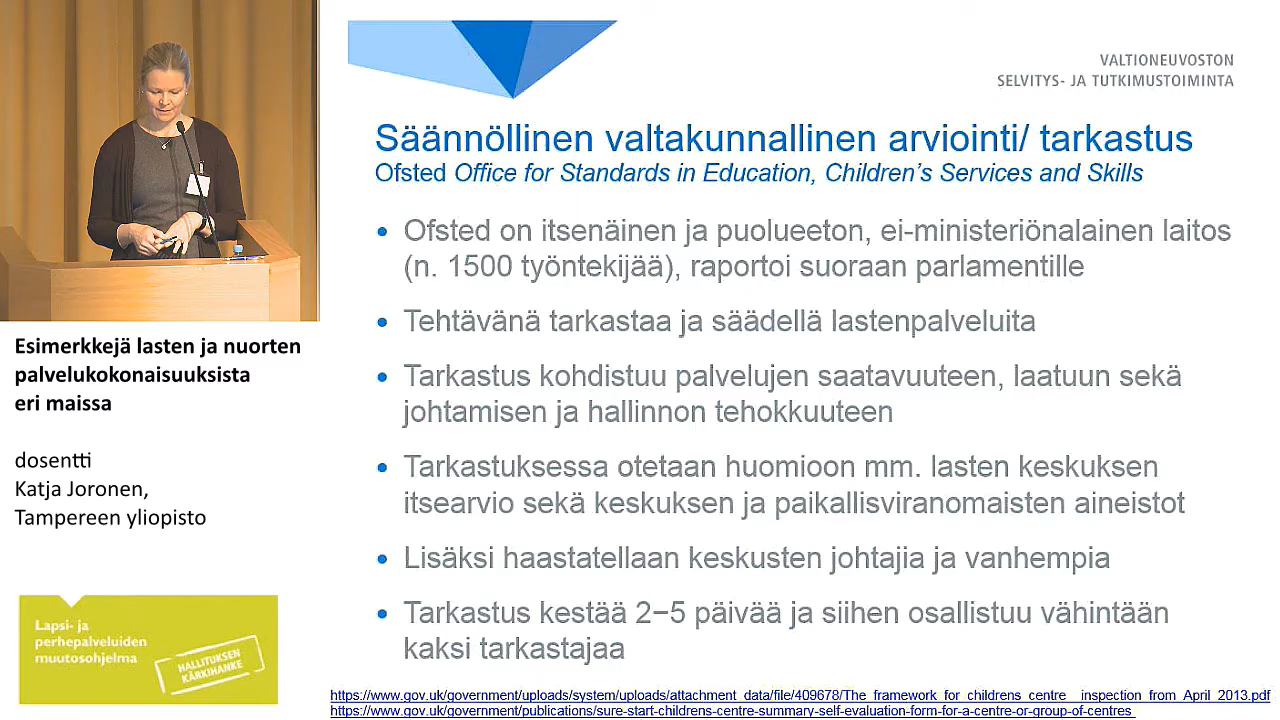 VALTIONEUVOSTON
SELVITYS- JA TUTKIMUSTOIMINTA
Säännöllinen valtakunnallinen arviointi/ tarkastus
Ofsted Office for Standards in Education, Children's Services and Skills
• Ofsted on itsenäinen ja puolueeton, ei-ministeriönalainen laitos
(n. 1500 työntekijää), raportoi suoraan parlamentille
• Tehtävänä tarkastaa ja säädellä lastenpalveluita
• Tarkastus kohdistuu palvelujen saatavuuteen, laatuun sekä
johtamisen ja hallinnon tehokkuuteen
• Tarkastuksessa otetaan huomioon mm. lasten keskuksen
itsearvio sekä keskuksen ja paikallisviranomaisten aineistot
• Lisäksi haastatellaan keskusten johtajia ja vanhempia
• Tarkastus kestää 2–5 päivää ja siihen osallistuu vähintään
kaksi tarkastajaa
https://www.gov.uk/government/uploads/system/uploads/attachment_data/file/409678/The_framework_for_childrens_centre__inspection_from_April_2013.pdf
https://www.gov.uk/government/publications/sure-start-childrens-centre-summary-self-evaluation-form-for-a-centre-or-group-of-centres
Esimerkkejä lasten ja nuorten
palvelukokonaisuuksista
eri maissa
dosentti
Katja Joronen,
Tampereen yliopisto
Lapsi- ja
perhepalveluiden
muutosohjelma
HALLITUKSEN
KÄRKIHANKE